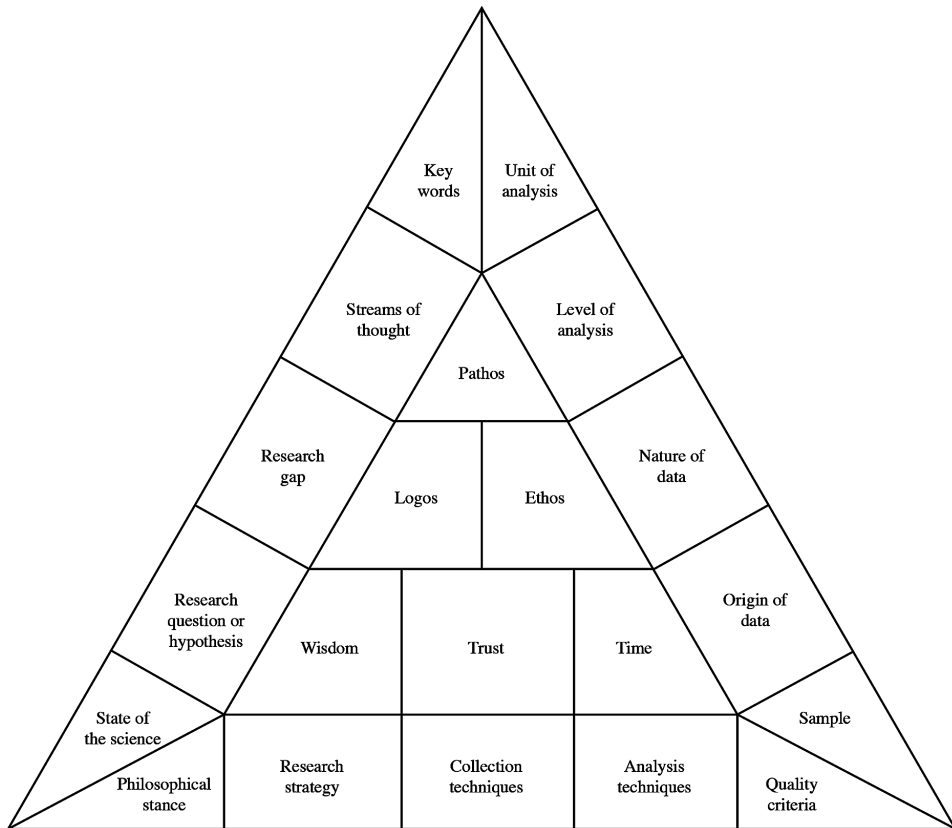 Key
words
Unit of
analysis
Streams of
thought
Level of
analysis
Pathos
Research
gap
Nature of
data
Logos
Ethos
Research
question or
hypothesis
Origin of
data
Wisdom
Trust
Time
State of
the science
Sample
Philosophical
stance
Research
strategy
Collection
techniques
Analysis
techniques
Quality
criteria